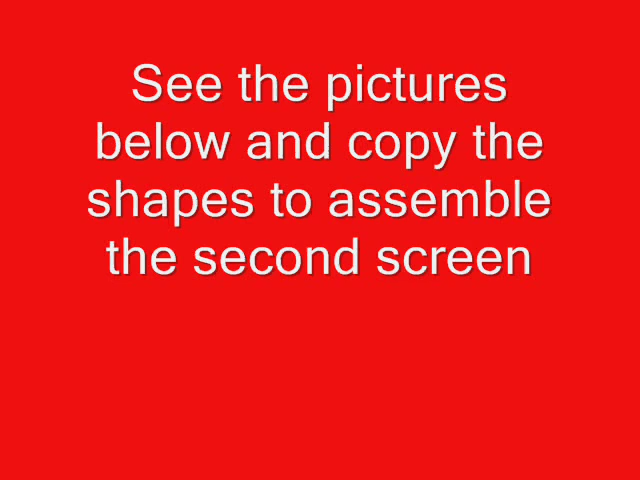 See the pictures
below and copy the
shapes to assemble
the second screen